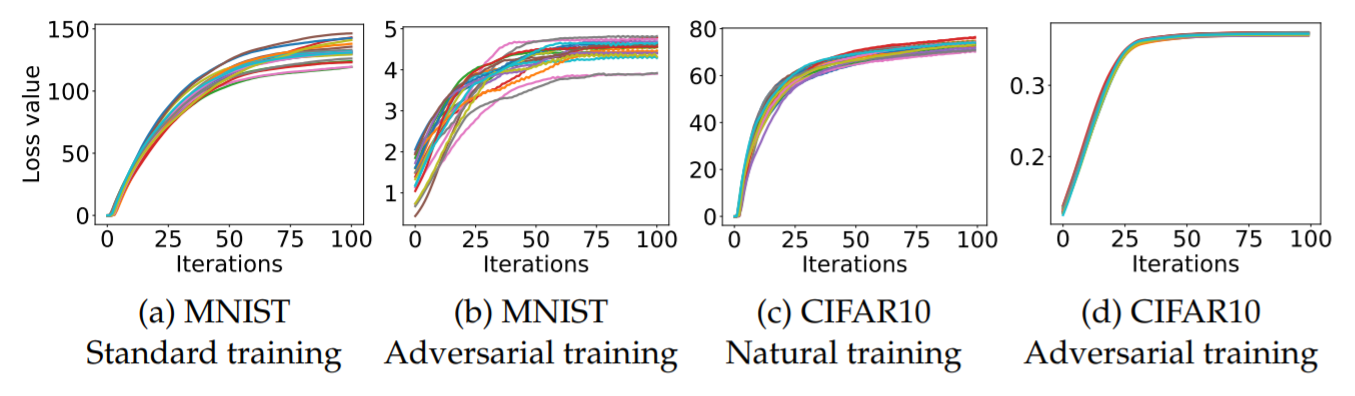 Loss value
150
100
50
0
0 25 50 75 100
Iterations
(a) MNIST
Standard training
5
4
3
2
1
0 25 50 75 100
Iterations
(b) MNIST
Adversarial training
80
60
40
20
0
0 25 50 75 100
Iterations
(c) CIFAR10
Natural training
0.3
0.2
0 25 50 75 100
Iterations
(d) CIFAR10
Adversarial training